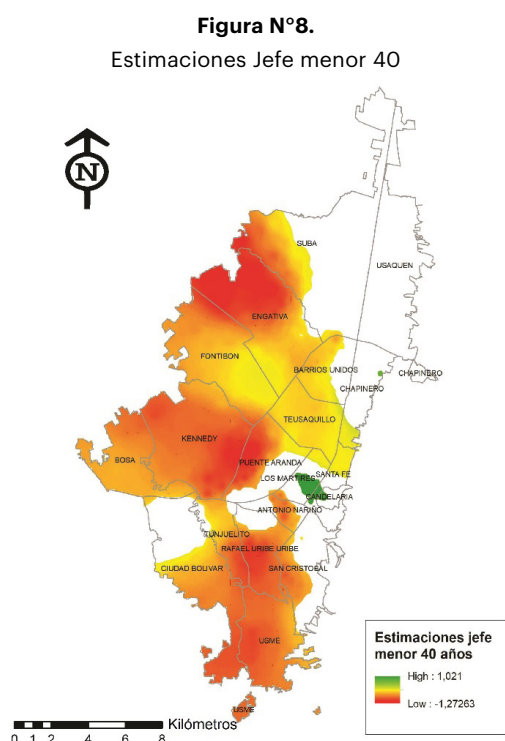 Figura N°8.
Estimaciones Jefe menor 40
N
SUBA
USAQUEN
ENGATIVA
FONTIBON
BARRIOS UNIDOS
CHAPINERO
CHAPINERO
TEUSAQUILLO
KENNEDY
BOSA
PUENTE ARANDA
SANTA FE
LOS MARTIRES
CANDELARIA
ANTONIO NARIÑO
TUNJUELITO
RAFAEL URIBE URIBE
CIUDAD BOLIVAR
SAN CRISTOBAL
USME
USME
Estimaciones jefe
menor 40 años
High : 1,021
Low : -1,27263
Kilómetros
0 1 2 4 6 8